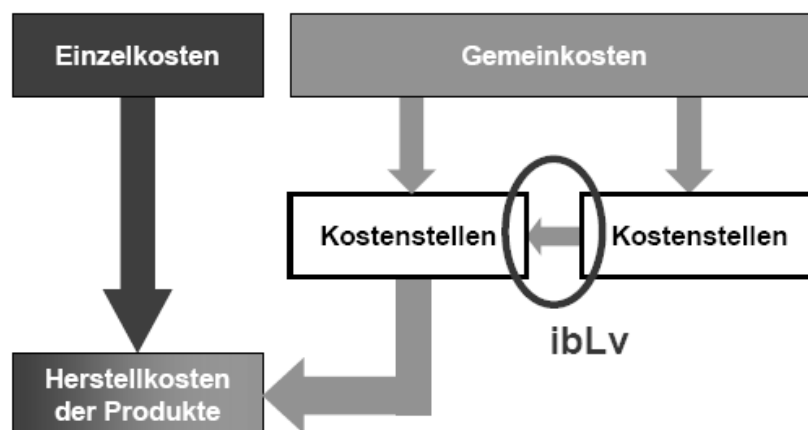 Einzelkosten
Gemeinkosten
Kostenstellen
Kostenstellen
ibLv
Herstellkosten
der Produkte